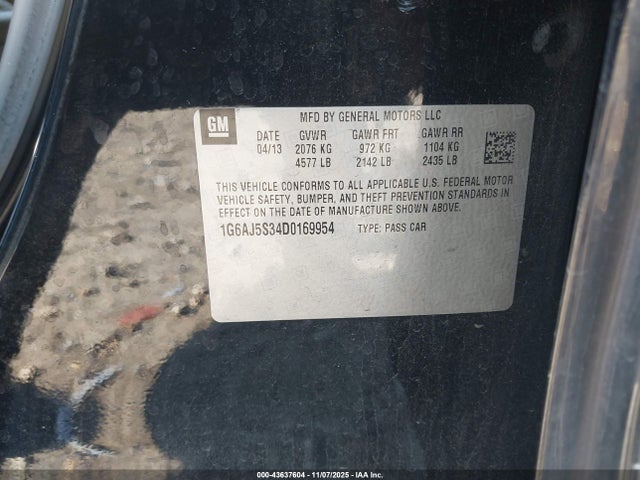 GM
MFD BY GENERAL MOTORS LLC
DATE GVWR GAWR FRT GAWR RR
04/13 2076 KG 972 KG 1104 KG
4577 LB 2142 LB 2435 LB
THIS VEHICLE CONFORMS TO ALL APPLICABLE U.S. FEDERAL MOTOR
VEHICLE SAFETY, BUMPER, AND THEFT PREVENTION STANDARDS
IN EFFECT ON THE DATE OF MANUFACTURE SHOWN ABOVE.
1G6AJ5S34D0169954 TYPE: PASS CAR
000-43637604 11/07/2025 IAAI.COM/IAAI, INC.